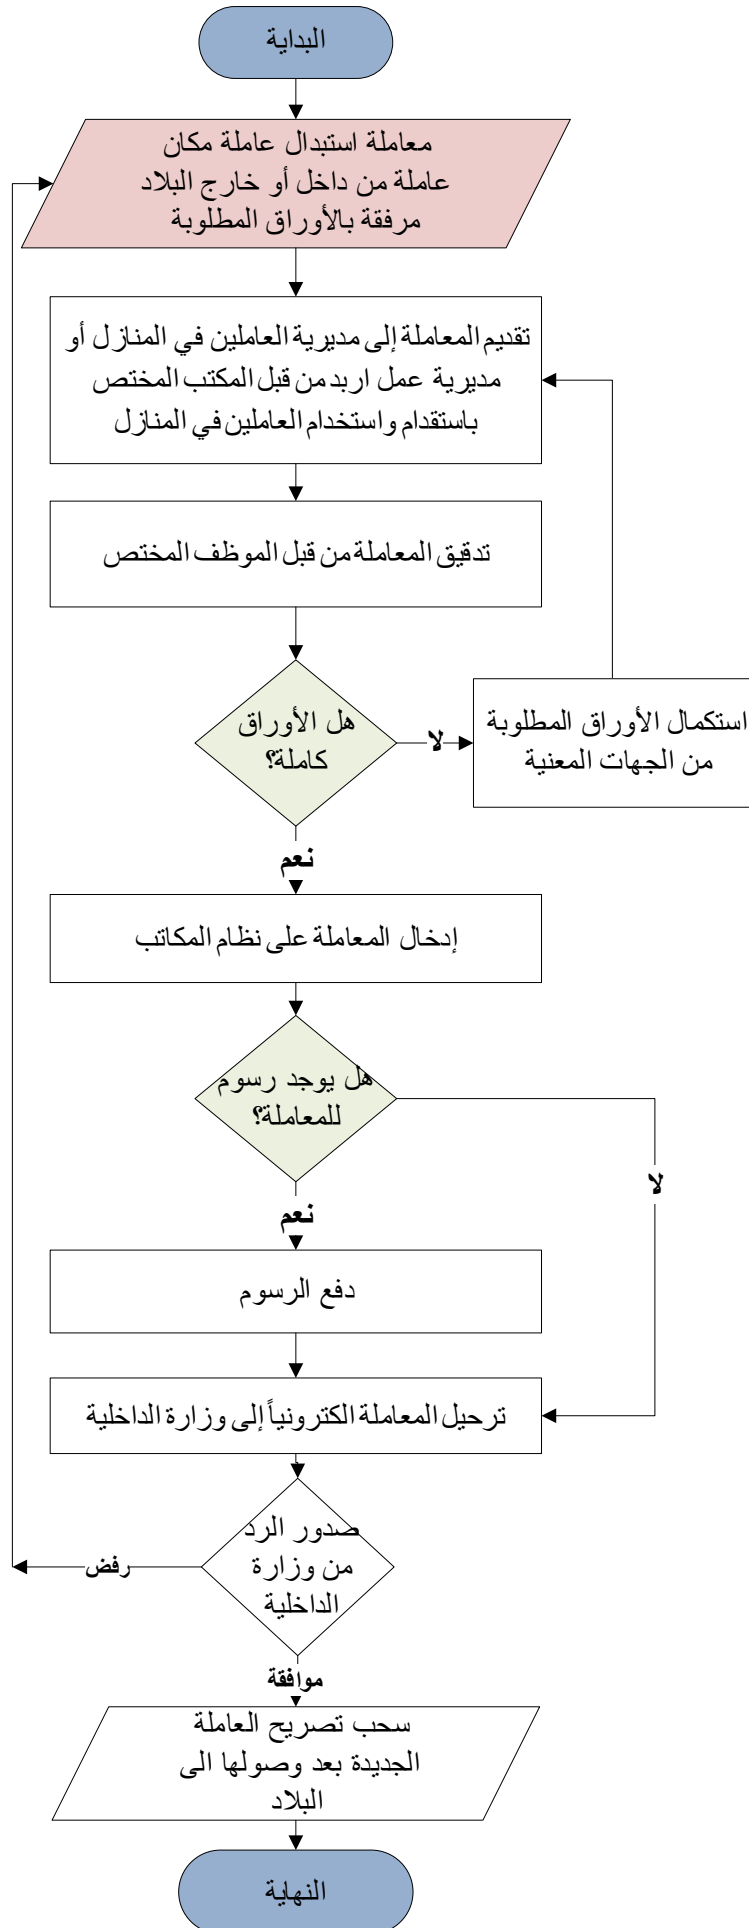 البداية
معاملة استبدال عاملة مكان
عاملة من داخل أو خارج البلاد
مرفقة بالأوراق المطلوبة
تقديم المعاملة إلى مديرية العاملين في المنازل أو
مديرية عمل اربد من قبل المكتب المختص
باستقدام واستخدام العاملين في المنازل
تدقيق المعاملة من قبل الموظف المختص
هل الأوراق
كاملة؟
لا
استكمال الأوراق المطلوبة
من الجهات المعنية
نعم
إدخال المعاملة على نظام المكاتب
هل يوجد رسوم
للمعاملة؟
لا
نعم
دفع الرسوم
ترحيل المعاملة الكترونياً إلى وزارة الداخلية
صدور الرد
من وزارة
الداخلية
رفض
موافقة
سحب تصريح العاملة
الجديدة بعد وصولها الى
البلاد
النهاية